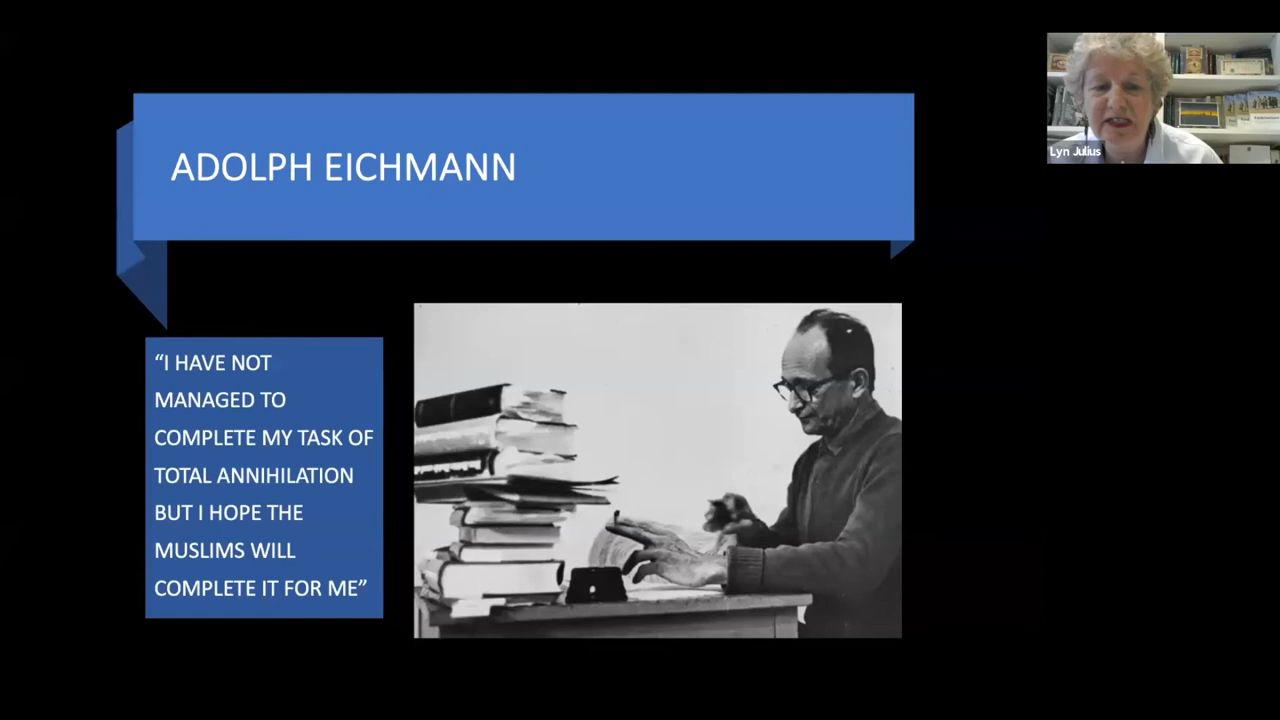 ADOLPH EICHMANN
Lyn Julius
“I HAVE NOT
MANAGED TO
COMPLETE MY TASK OF
TOTAL ANNIHILATION
BUT I HOPE THE
MUSLIMS WILL
COMPLETE IT FOR ME”